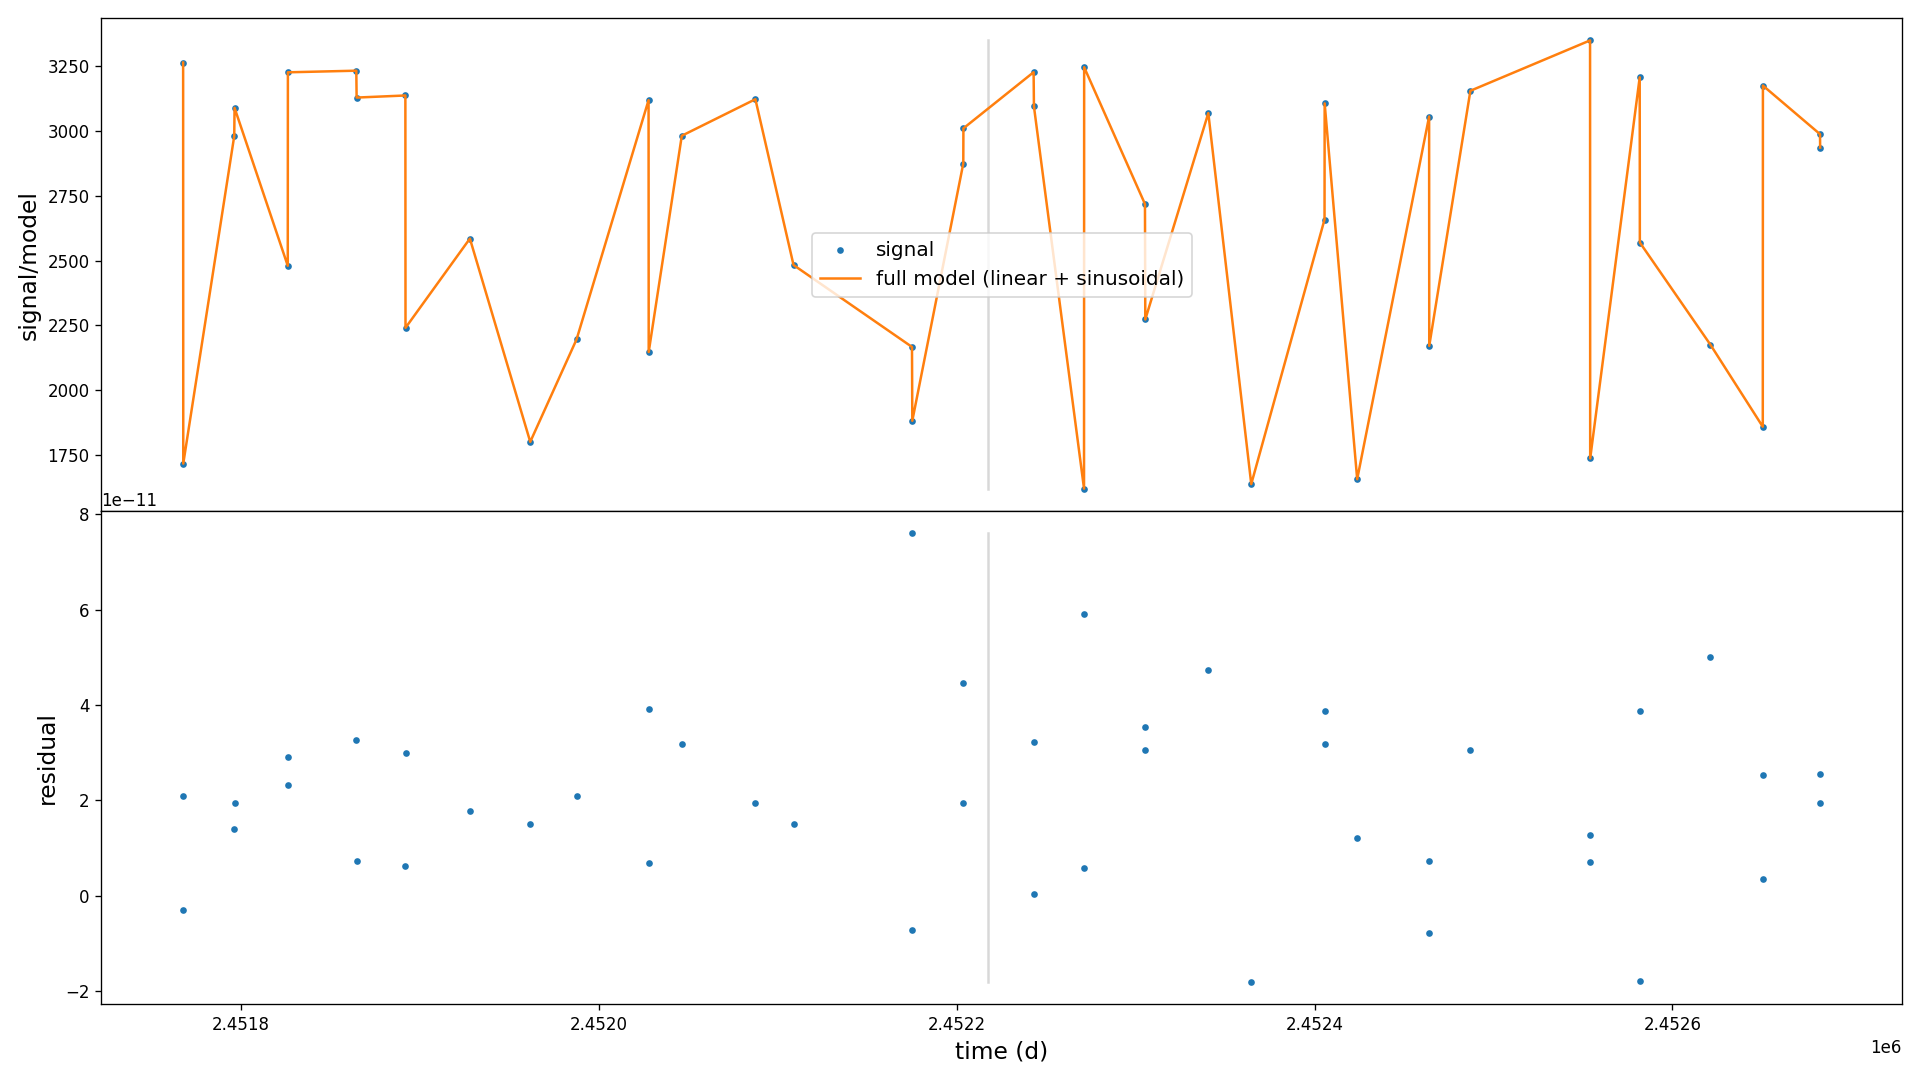 signal/model
3250
3000
2750
2500
2250
2000
1750
signal
full model (linear + sinusoidal)
1e−11
residual
8
6
4
2
0
−2
2.4518
2.4520
2.4522
2.4524
2.4526
time (d)
1e6